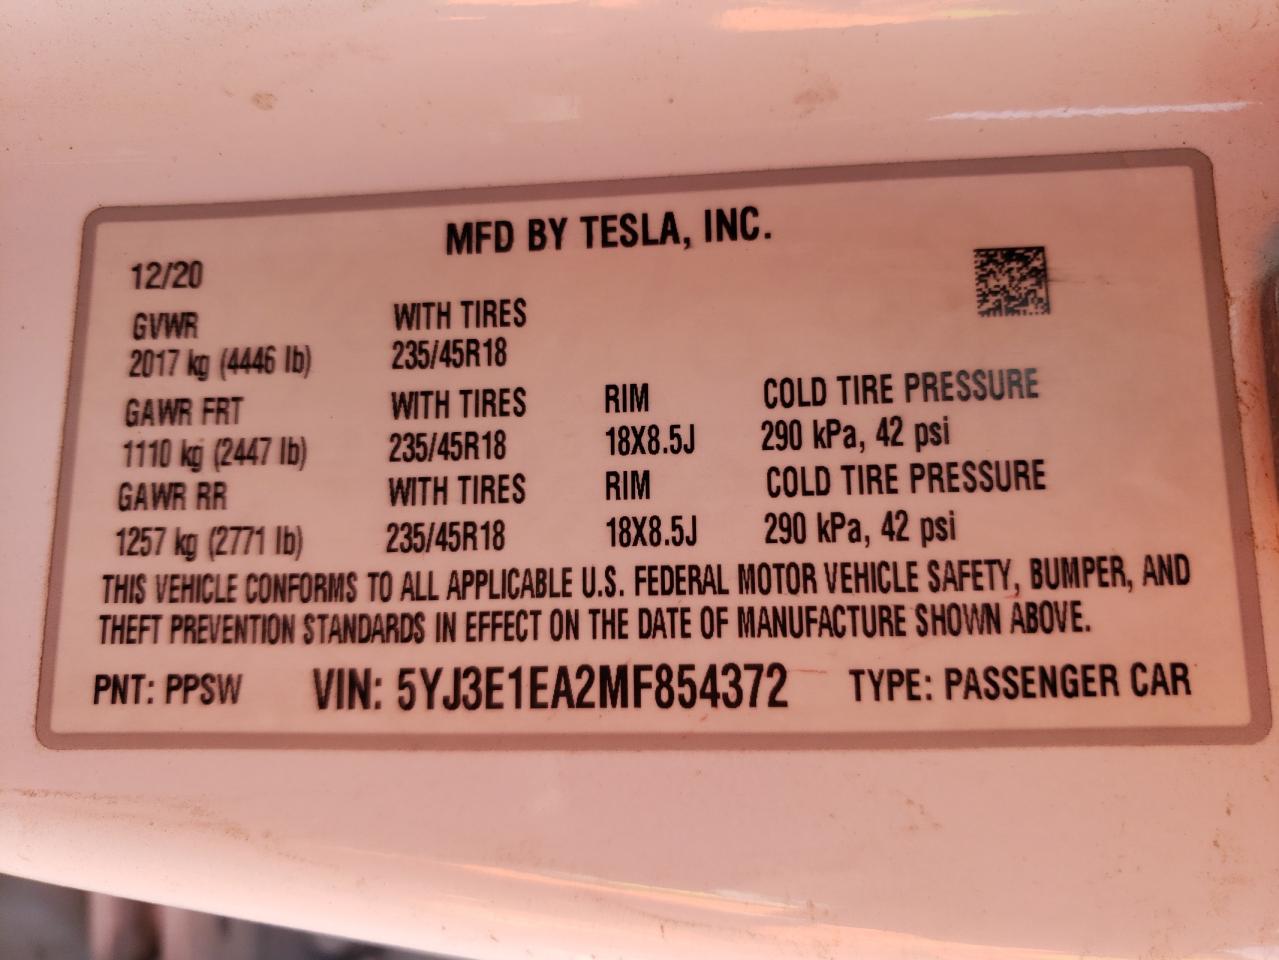 MFD BY TESLA, INC.
12/20
GVWR WITH TIRES
2017 kg (4446 lb) 235/45R18
GAWR FRT WITH TIRES RIM COLD TIRE PRESSURE
1110 kg (2447 lb) 235/45R18 18X8.5J 290 kPa, 42 psi
GAWR RR WITH TIRES RIM COLD TIRE PRESSURE
1257 kg (2771 lb) 235/45R18 18X8.5J 290 kPa, 42 psi
THIS VEHICLE CONFORMS TO ALL APPLICABLE U.S. FEDERAL MOTOR VEHICLE SAFETY, BUMPER, AND
THEFT PREVENTION STANDARDS IN EFFECT ON THE DATE OF MANUFACTURE SHOWN ABOVE.
PNT: PPSW VIN: 5YJ3E1EA2MF854372 TYPE: PASSENGER CAR